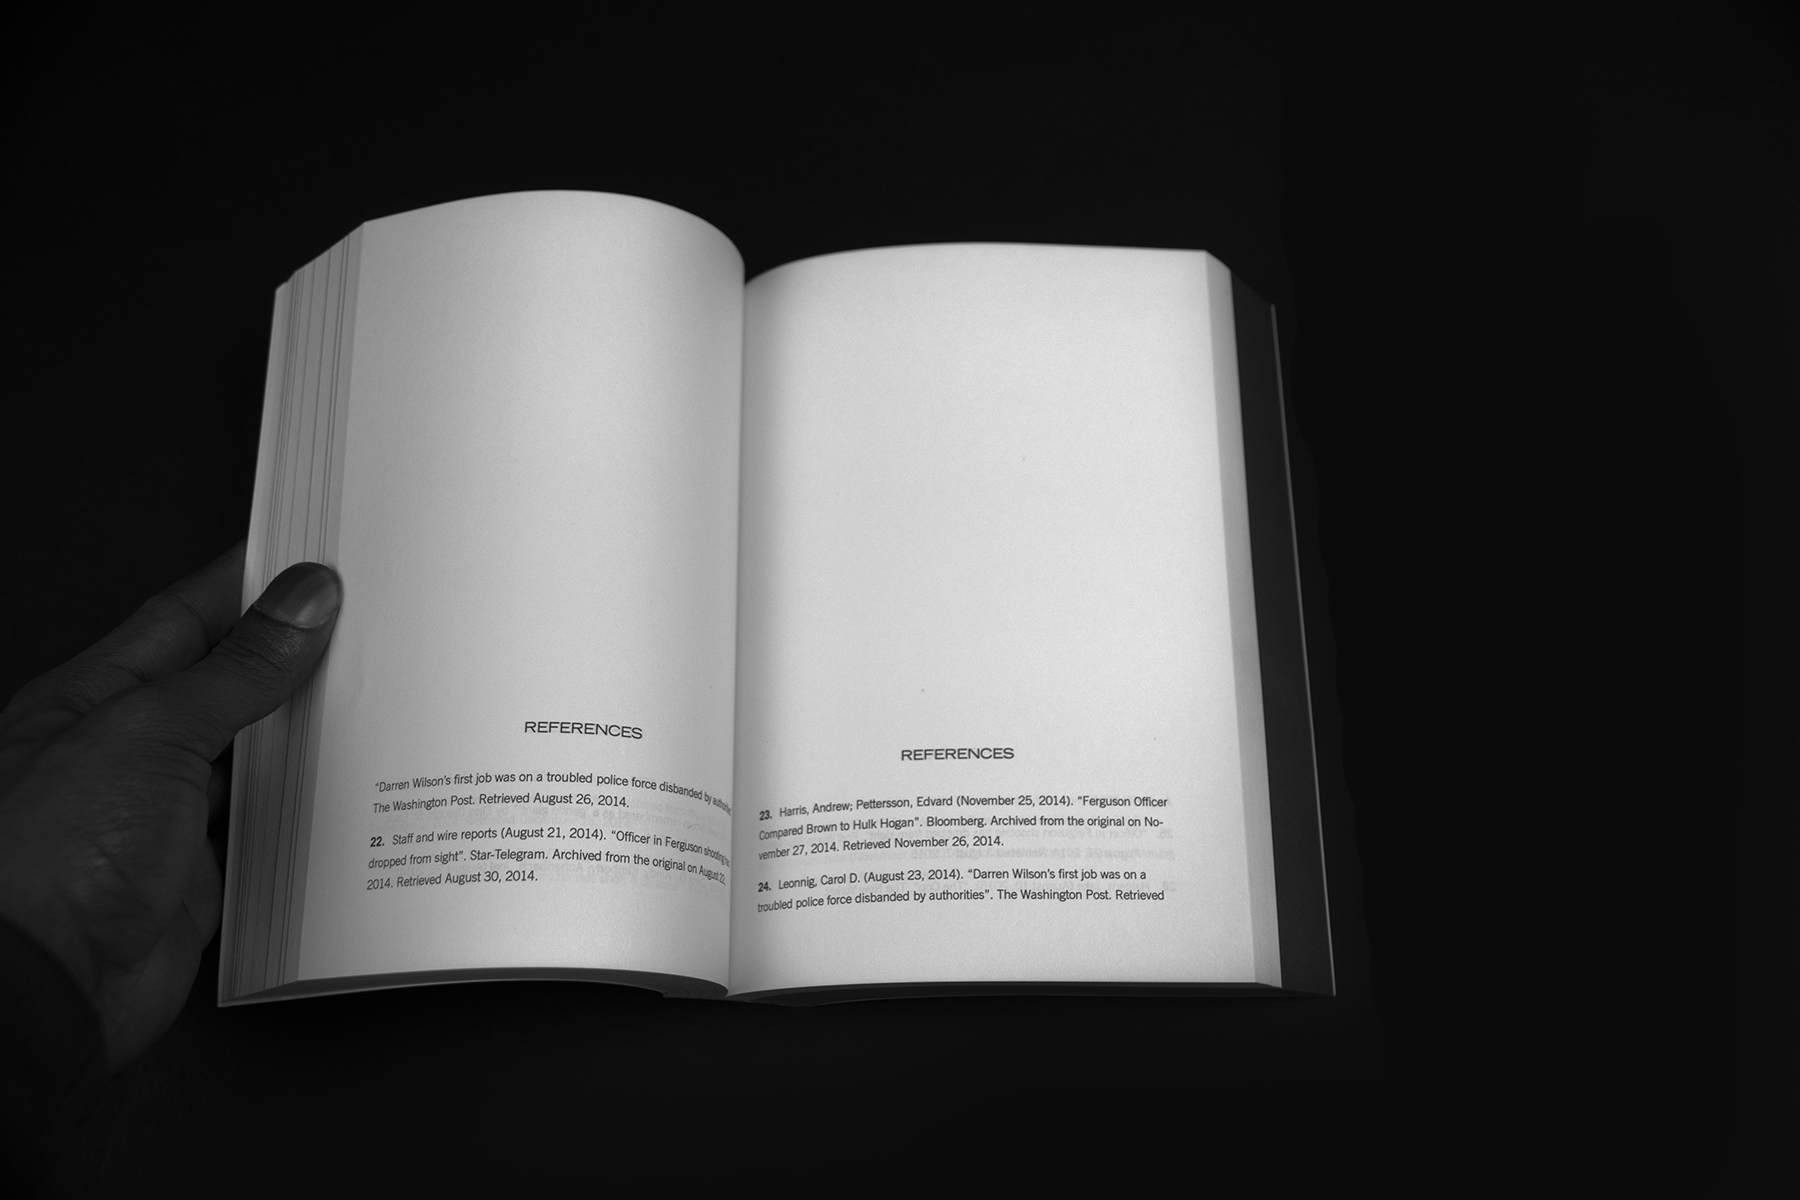 REFERENCES
“Darren Wilson’s first job was on a troubled police force disbanded by
The Washington Post. Retrieved August 26, 2014.
22. Staff and wire reports (August 21, 2014). “Officer in Ferguson shooting
dropped from sight”. Star-Telegram. Archived from the original on August 22,
2014. Retrieved August 30, 2014.
REFERENCES
23. Harris, Andrew; Pettersson, Edvard (November 25, 2014). “Ferguson Officer
Compared Brown to Hulk Hogan”. Bloomberg. Archived from the original on No-
vember 27, 2014. Retrieved November 26, 2014.
24. Leonnig, Carol D. (August 23, 2014). “Darren Wilson’s first job was on a
troubled police force disbanded by authorities”. The Washington Post. Retrieved